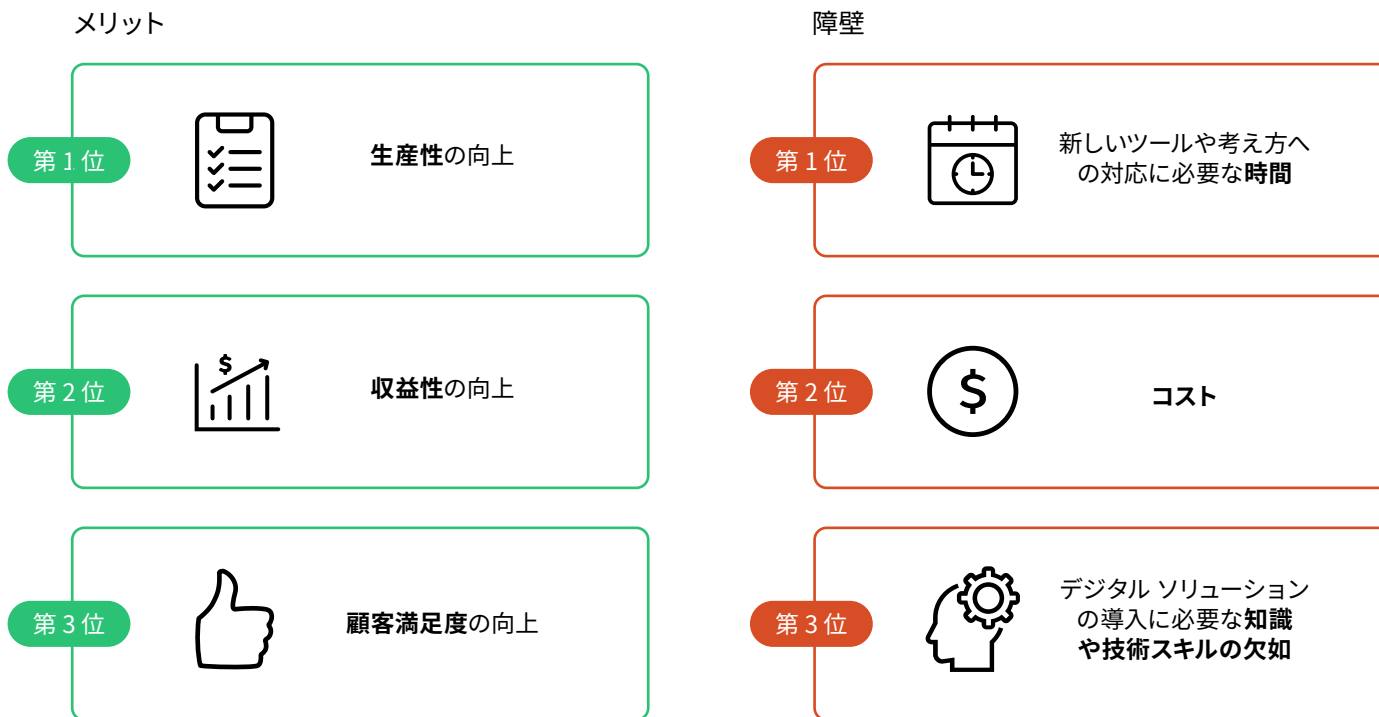 メリット
第 1 位
生産性の向上
第 2 位
$
収益性の向上
第 3 位
顧客満足度の向上
障壁
第 1 位
新しいツールや考え方へ
の対応に必要な時間
第 2 位
$
コスト
第 3 位
デジタル ソリューション
の導入に必要な知識
や技術スキルの欠如